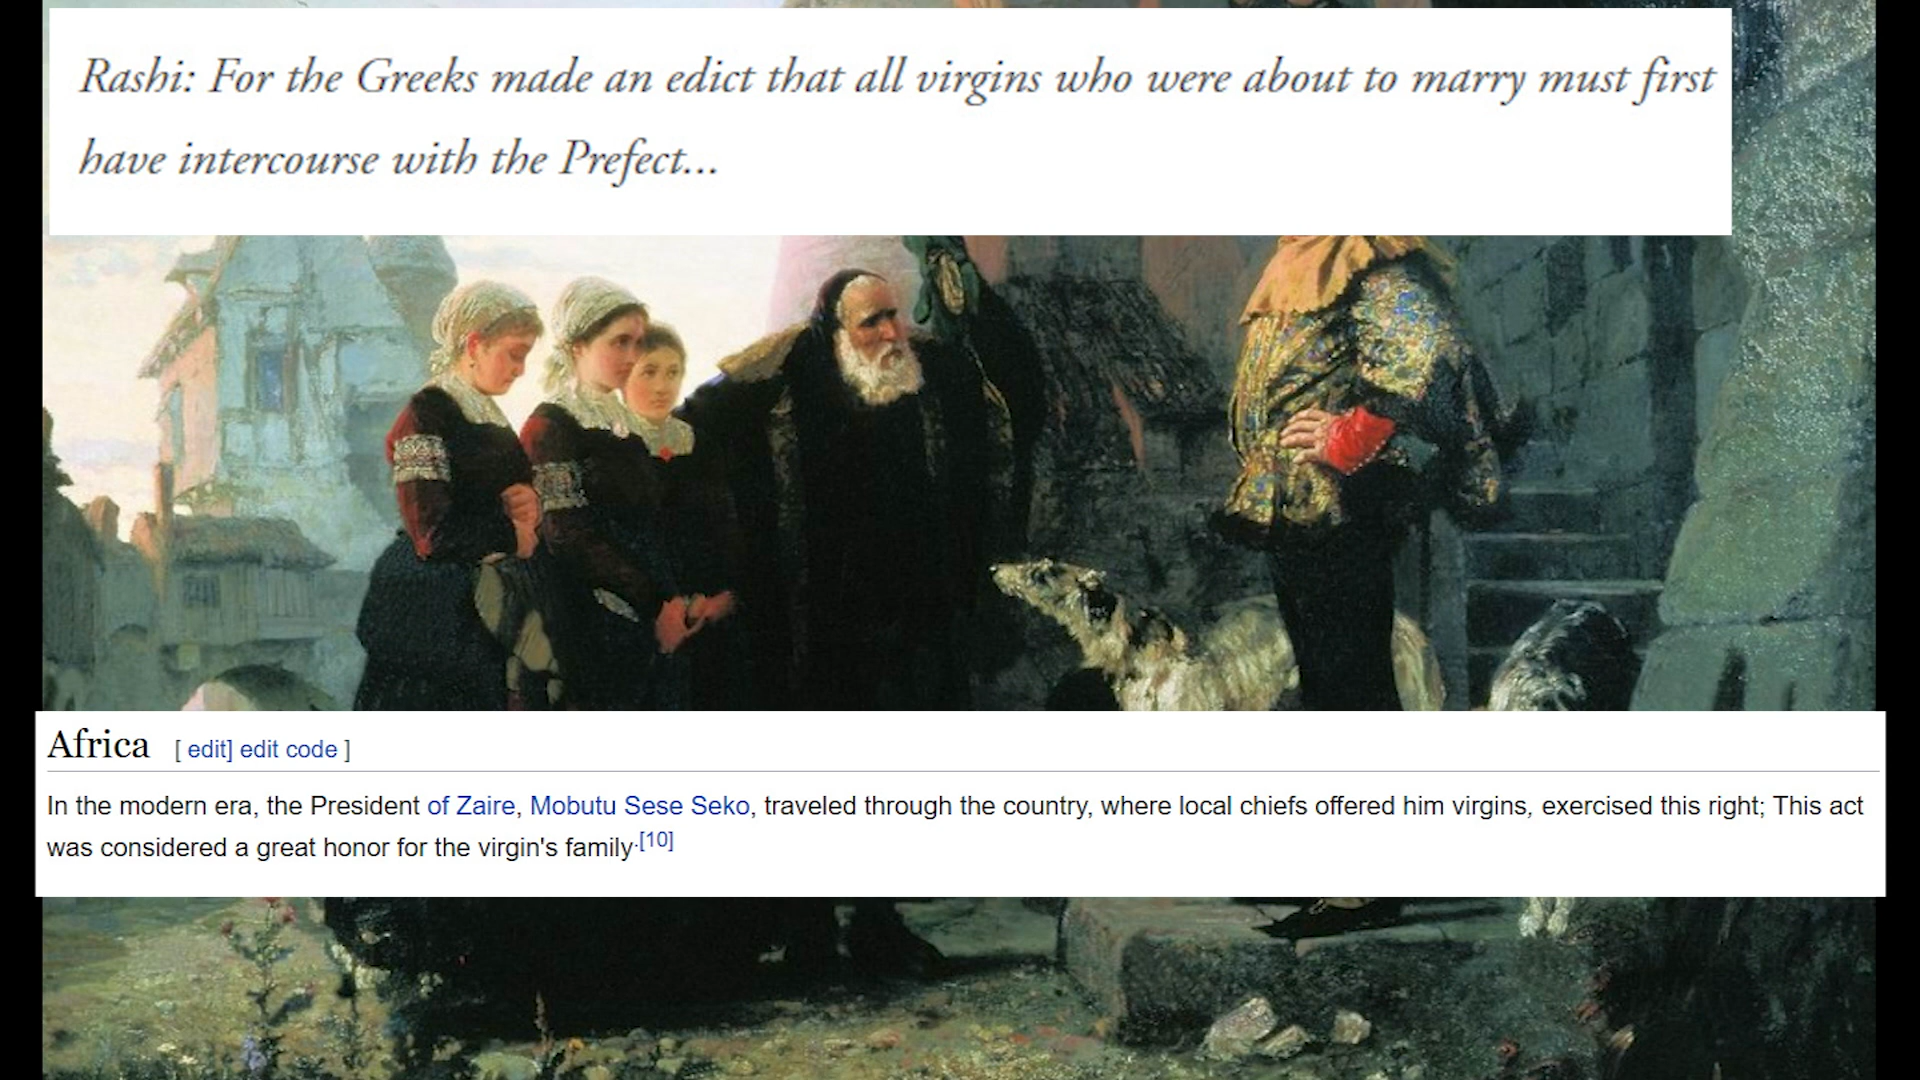 Rashi: For the Greeks made an edict that all virgins who were about to marry must first
have intercourse with the Prefect...
Africa [ edit] edit code ]
In the modern era, the President of Zaire, Mobutu Sese Seko, traveled through the country, where local chiefs offered him virgins, exercised this right; This act
was considered a great honor for the virgin's family.[10]